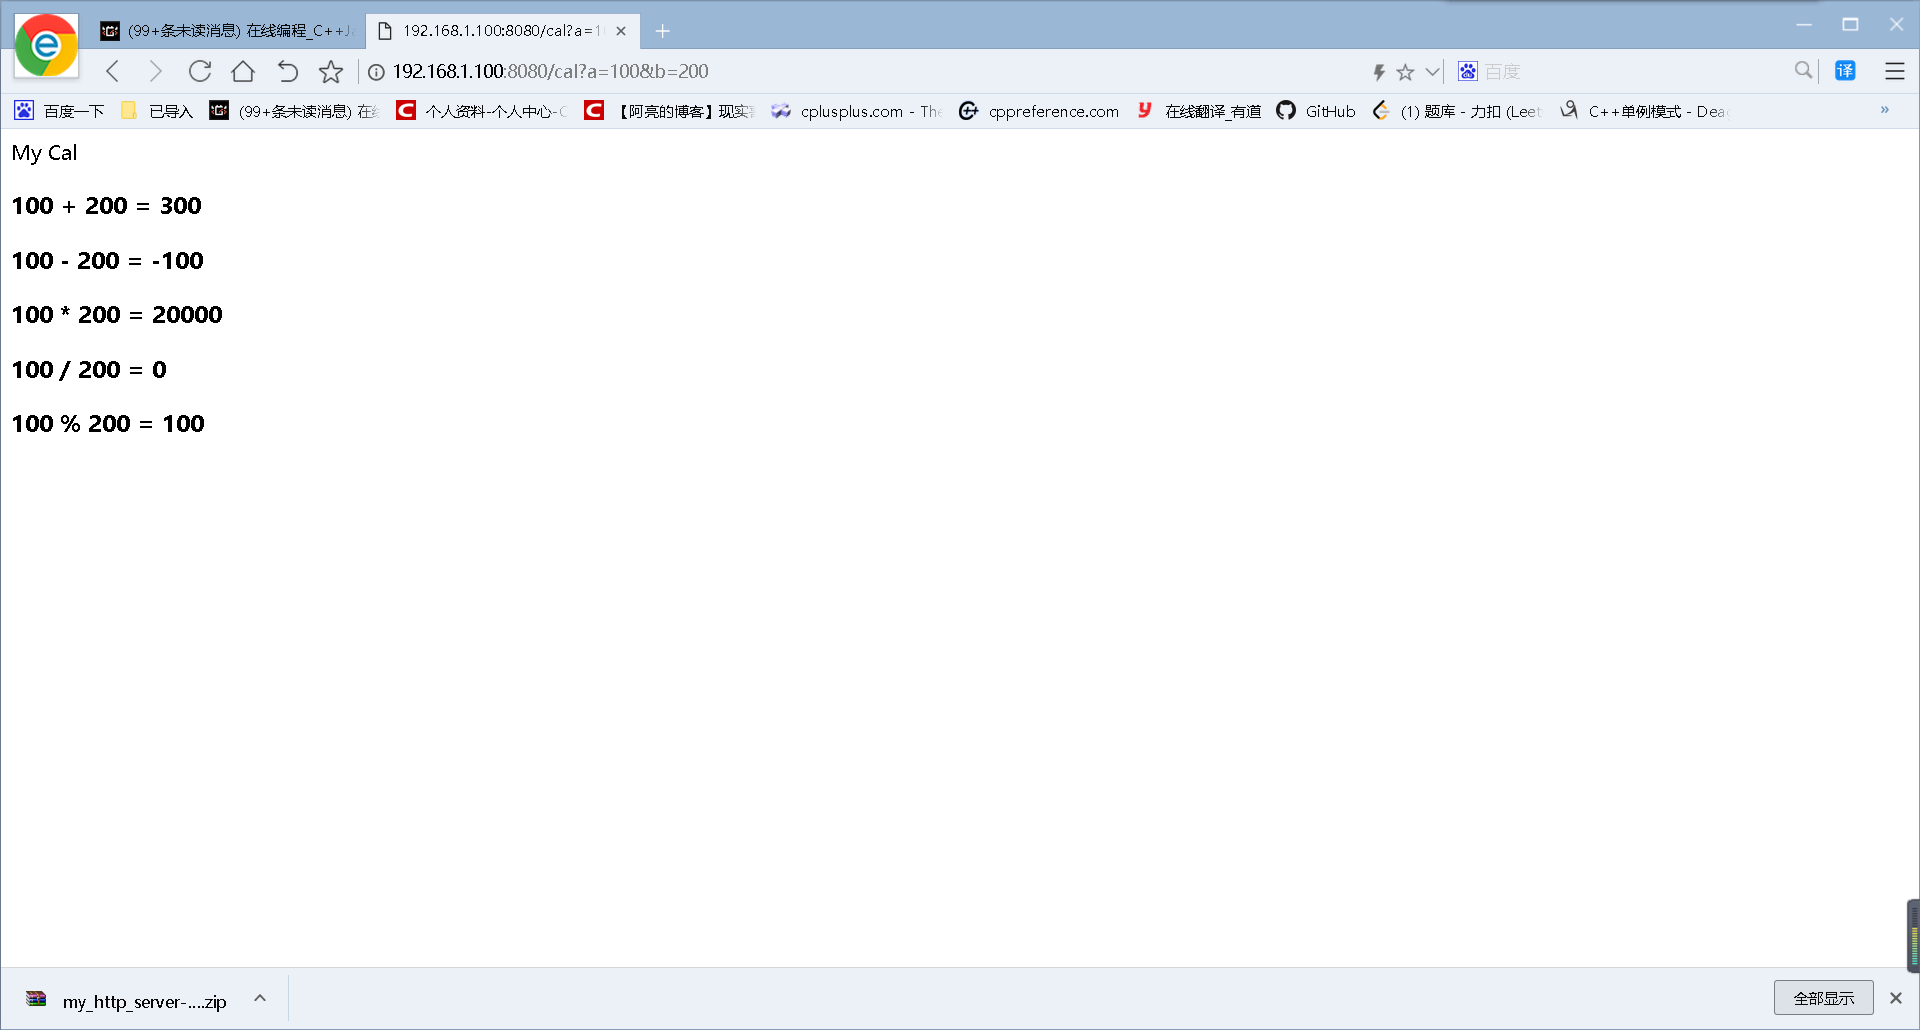 (99+条未读消息) 在线编程_C++J
192.168.1.100:8080/cal?a=1
192.168.1.100:8080/cal?a=100&b=200
百度
译
百度一下
已导入
(99+条未读消息) 在线
个人资料-个人中心-C
【阿亮的博客】现实
cplusplus.com - The
cppreference.com
在线翻译_有道
GitHub
(1) 题库 - 力扣 (Leet
C++单例模式 - Dea
My Cal
100 + 200 = 300
100 - 200 = -100
100 * 200 = 20000
100 / 200 = 0
100 % 200 = 100
my_http_server-....zip
全部显示